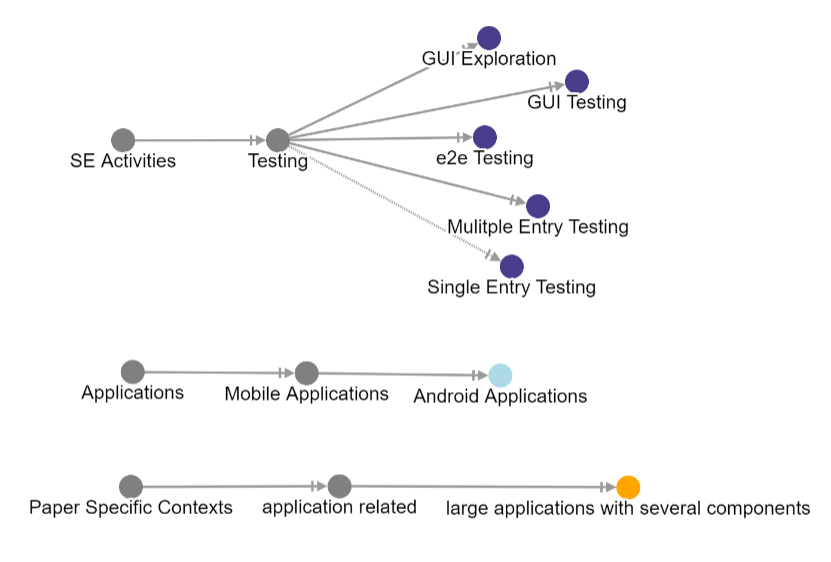 GUI Exploration
GUI Testing
SE Activities
Testing
e2e Testing
Mulitple Entry Testing
Single Entry Testing
Applications
Mobile Applications
Android Applications
Paper Specific Contexts
application related
large applications with several components